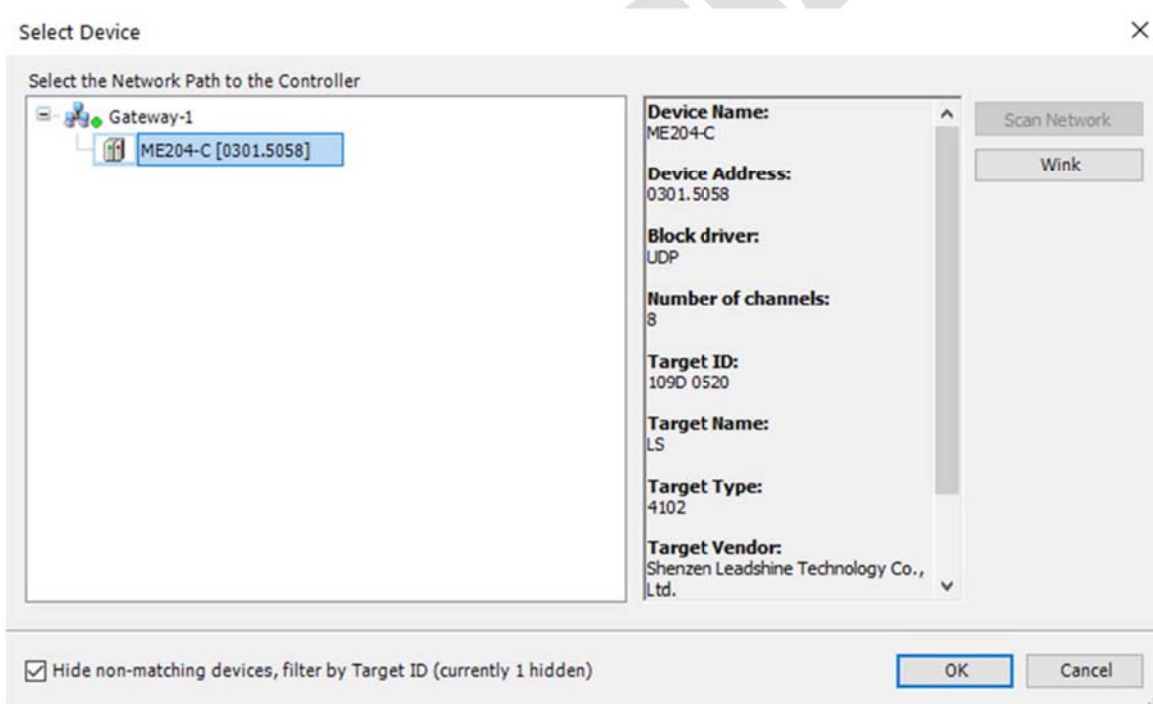 Select Device
Select the Network Path to the Controller
Gateway-1
ME204-C [0301.5058]
Device Name:
ME204-C
Device Address:
0301.5058
Block driver:
UDP
Number of channels:
8
Target ID:
109D 0520
Target Name:
LS
Target Type:
4102
Target Vendor:
Shenzen Leadshine Technology Co.,
Ltd.
Scan Network
Wink
Hide non-matching devices, filter by Target ID (currently 1 hidden)
OK
Cancel